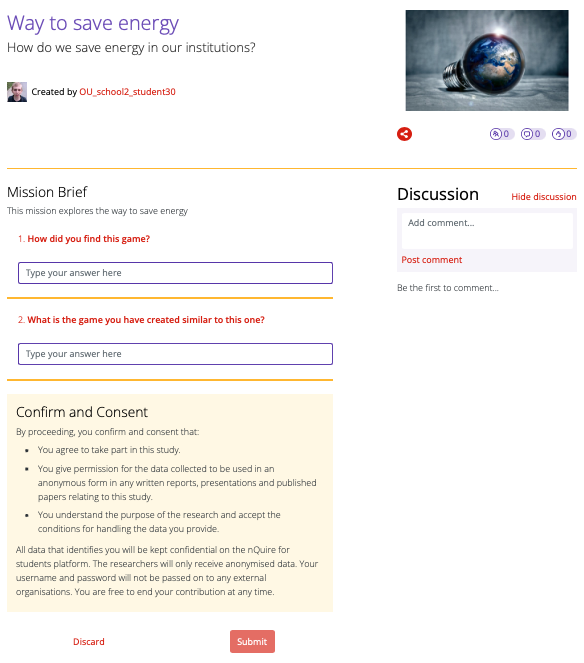 Way to save energy
How do we save energy in our institutions?
Created by OU_school2_student30
0 0 0
Mission Brief
This mission explores the way to save energy
1. How did you find this game?
Type your answer here
2. What is the game you have created similar to this one?
Type your answer here
Confirm and Consent
By proceeding, you confirm and consent that:
• You agree to take part in this study.
• You give permission for the data collected to be used in an
anonymous form in any written reports, presentations and published
papers relating to this study.
• You understand the purpose of the research and accept the
conditions for handling the data you provide.
All data that identifies you will be kept confidential on the nQuire for
students platform. The researchers will only receive anonymised data. Your
username and password will not be passed on to any external
organisations. You are free to end your contribution at any time.
Discard Submit
Discussion Hide discussion
Add comment...
Post comment
Be the first to comment...